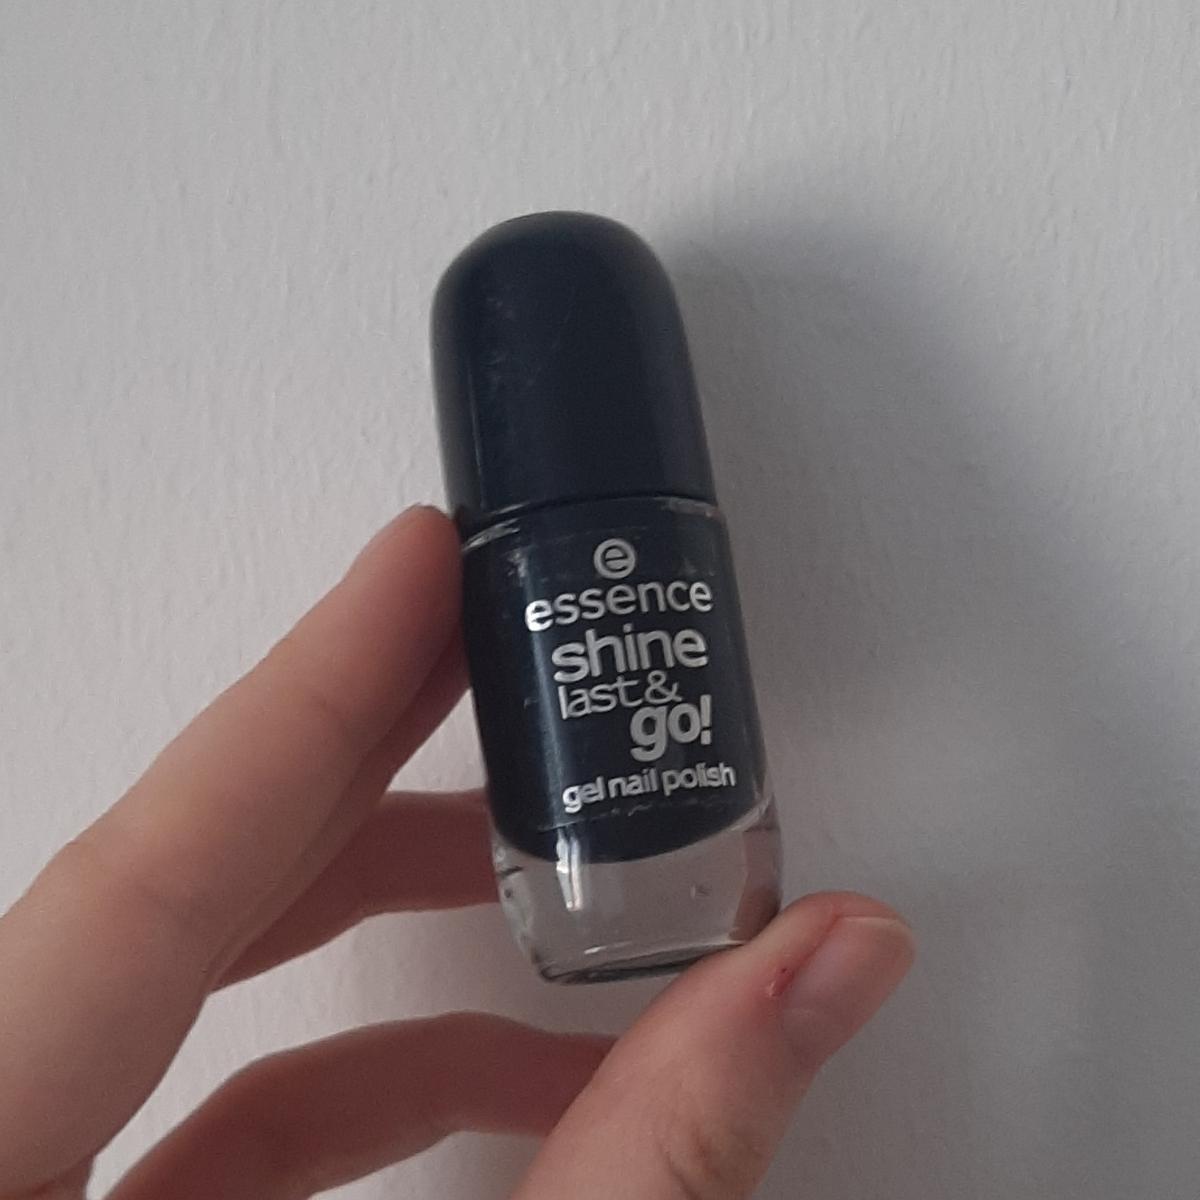 e
essence
shine
last &
go!
gel nail polish